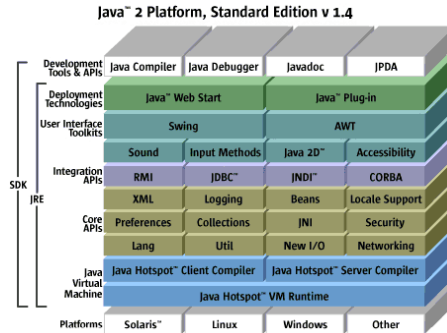 Java™ 2 Platform, Standard Edition v 1.4
Development Tools & APIs
Java Compiler Java Debugger Javadoc JPDA
Deployment Technologies
Java™ Web Start Java™ Plug-in
User Interface Toolkits
Swing AWT
Sound Input Methods Java 2D™ Accessibility
Integration APIs
RMI JDBC™ JNDI™ CORBA
SDK
JRE
XML Logging Beans Locale Support
Core APIs
Preferences Collections JNI Security
Lang Util New I/O Networking
Java Virtual Machine
Java Hotspot™ Client Compiler Java Hotspot™ Server Compiler
Java Hotspot™ VM Runtime
Platforms
Solaris™ Linux Windows Other